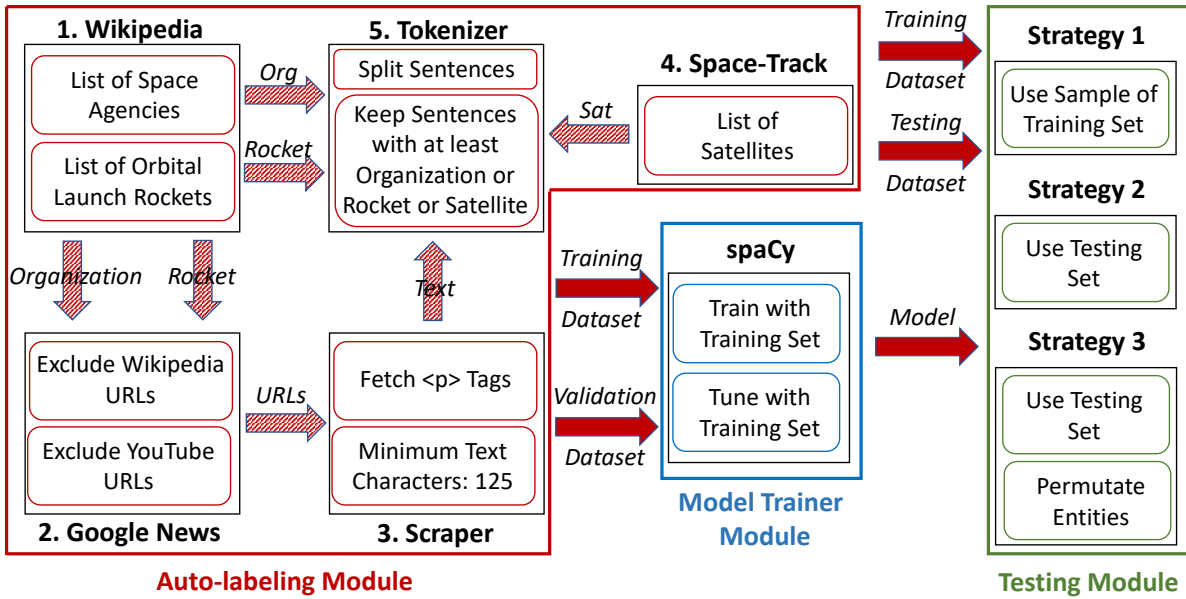 1. Wikipedia
List of Space
Agencies
List of Orbital
Launch Rockets
Org
Rocket
5. Tokenizer
Split Sentences
Keep Sentences
with at least
Organization or
Rocket or Satellite
Sat
4. Space-Track
List of
Satellites
Organization
Rocket
Exclude Wikipedia
URLs
Exclude YouTube
URLs
2. Google News
URLs
Text
Fetch <p> Tags
Minimum Text
Characters: 125
3. Scraper
Auto-labeling Module
Training
Dataset
Validation
Dataset
spaCy
Train with
Training Set
Tune with
Training Set
Model Trainer
Module
Training
Dataset
Testing
Dataset
Model
Strategy 1
Use Sample of
Training Set
Strategy 2
Use Testing
Set
Strategy 3
Use Testing
Set
Permutate
Entities
Testing Module